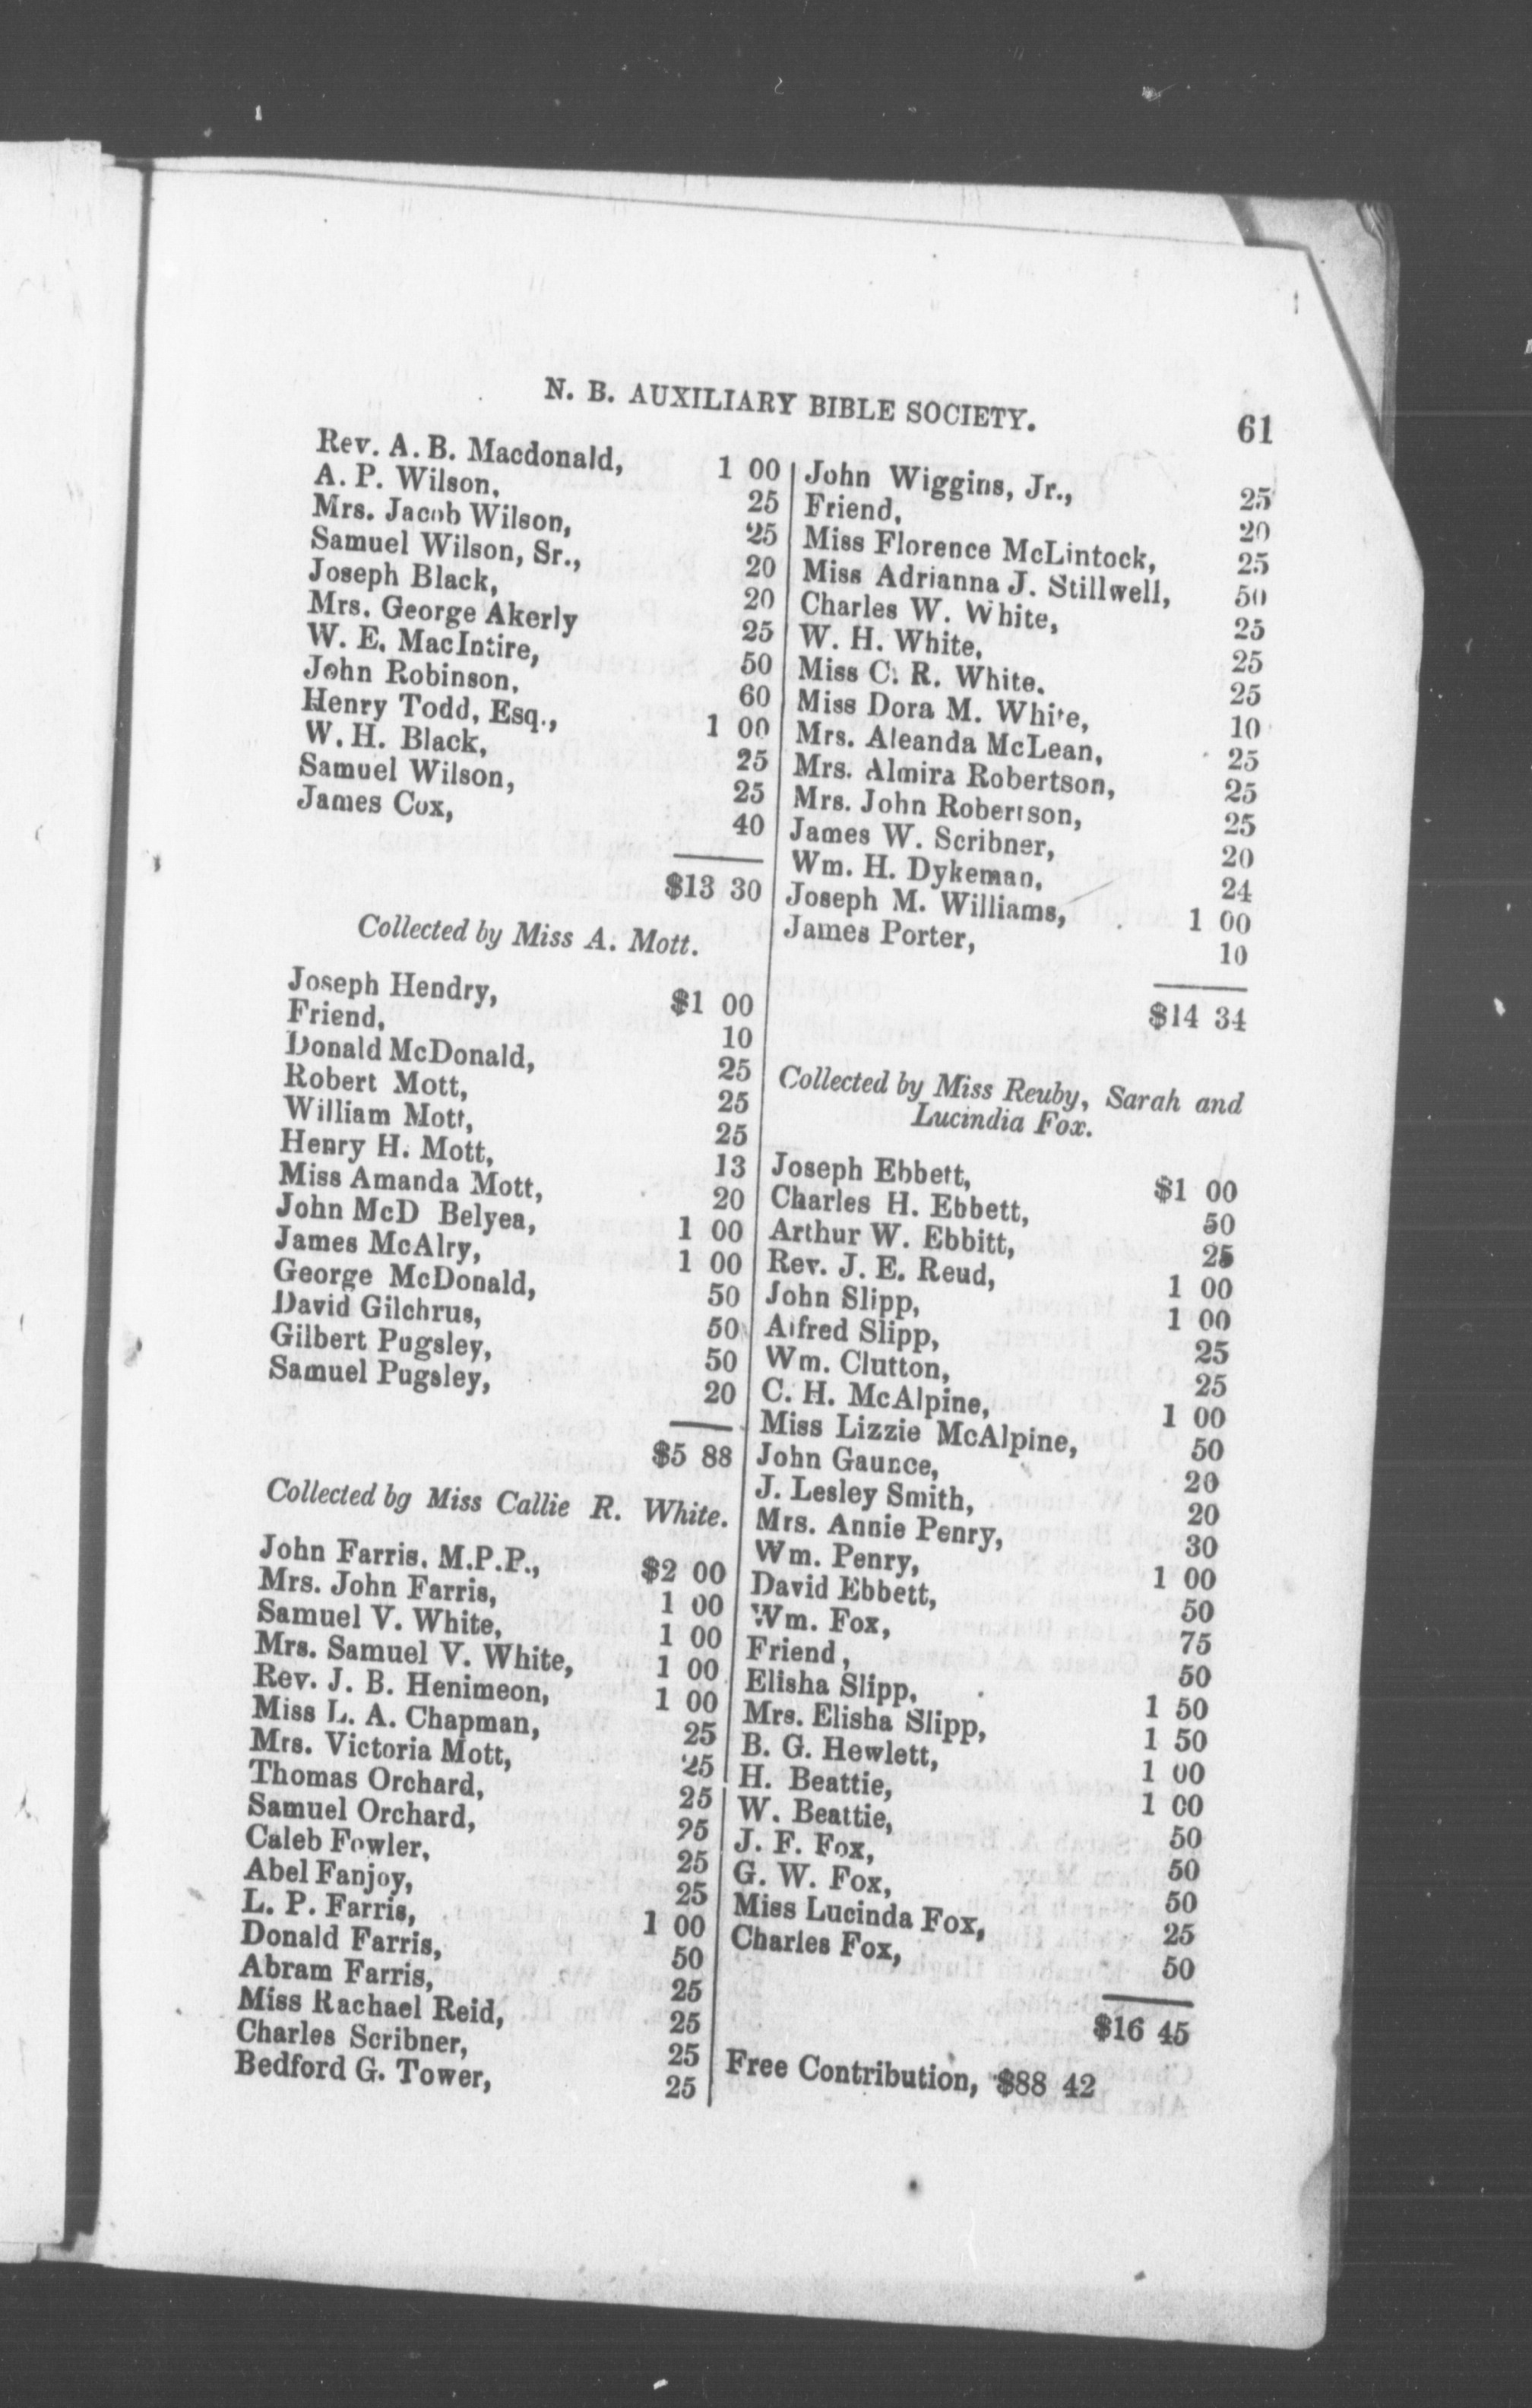 N. B. AUXILIARY BIBLE SOCIETY. 61
Rev. A. B. Macdonald, 1 00
A. P. Wilson, 25
Mrs. Jacob Wilson, 25
Samuel Wilson, Sr., 20
Joseph Black, 20
Mrs. George Akerly 25
W. E. MacIntire, 50
John Robinson, 60
Henry Todd, Esq., 1 00
W. H. Black, 25
Samuel Wilson, 25
James Cox, 40
$13 30
Collected by Miss A. Mott.
Joseph Hendry, $1 00
Friend, 10
Donald McDonald, 25
Robert Mott, 25
William Mott, 25
Henry H. Mott, 13
Miss Amanda Mott, 20
John McD Belyea, 1 00
James McAlry, 1 00
George McDonald, 50
David Gilchrus, 50
Gilbert Pugsley, 50
Samuel Pugsley, 20
$5 88
Collected bg Miss Callie R. White.
John Farris. M.P.P., $2 00
Mrs. John Farris, 1 00
Samuel V. White, 1 00
Mrs. Samuel V. White, 1 00
Rev. J. B. Henimeon, 1 00
Miss L. A. Chapman, 25
Mrs. Victoria Mott, 25
Thomas Orchard, 25
Samuel Orchard, 25
Caleb Fowler, 25
Abel Fanjoy, 25
L. P. Farris, 1 00
Donald Farris, 50
Abram Farris, 25
Miss Rachael Reid, 25
Charles Scribner, 25
Bedford G. Tower, 25
John Wiggins, Jr., 25
Friend, 20
Miss Florence McLintock, 25
Miss Adrianna J. Stillwell, 50
Charles W. White, 25
W. H. White, 25
Miss C. R. White. 25
Miss Dora M. White, 10
Mrs. Aleanda McLean, 25
Mrs. Almira Robertson, 25
Mrs. John Robertson, 25
James W. Scribner, 20
Wm. H. Dykeman, 24
Joseph M. Williams, 1 00
James Porter, 10
$14 34
Collected by Miss Reuby, Sarah and
Lucindia Fox.
Joseph Ebbett, $1 00
Charles H. Ebbett, 50
Arthur W. Ebbitt, 25
Rev. J. E. Reud, 1 00
John Slipp, 1 00
Alfred Slipp, 25
Wm. Clutton, 25
C. H. McAlpine, 1 00
Miss Lizzie McAlpine, 50
John Gaunce, 20
J. Lesley Smith, 20
Mrs. Annie Penry, 30
Wm. Penry, 1 00
David Ebbett, 50
Wm. Fox, 75
Friend, 50
Elisha Slipp, 1 50
Mrs. Elisha Slipp, 1 50
B. G. Hewlett, 1 00
H. Beattie, 1 00
W. Beattie, 50
J. F. Fox, 50
G. W. Fox, 50
Miss Lucinda Fox, 25
Charles Fox, 50
$16 45
Free Contribution, $88 42